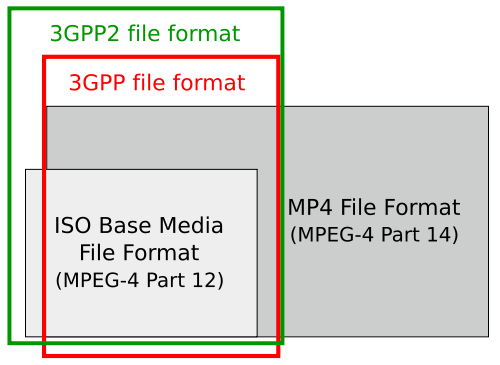 3GPP2 file format
3GPP file format
ISO Base Media
File Format
(MPEG-4 Part 12)
MP4 File Format
(MPEG-4 Part 14)